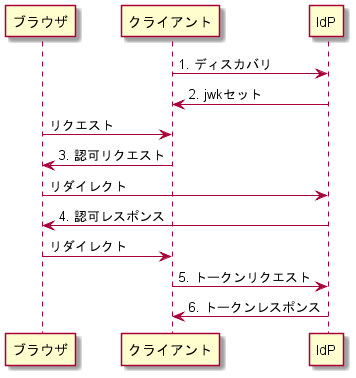 ブラウザ
クライアント
IdP
1. ディスカバリ
2. jwkセット
リクエスト
3. 認可リクエスト
リダイレクト
4. 認可レスポンス
リダイレクト
5. トークンリクエスト
6. トークンレスポンス
ブラウザ
クライアント
IdP